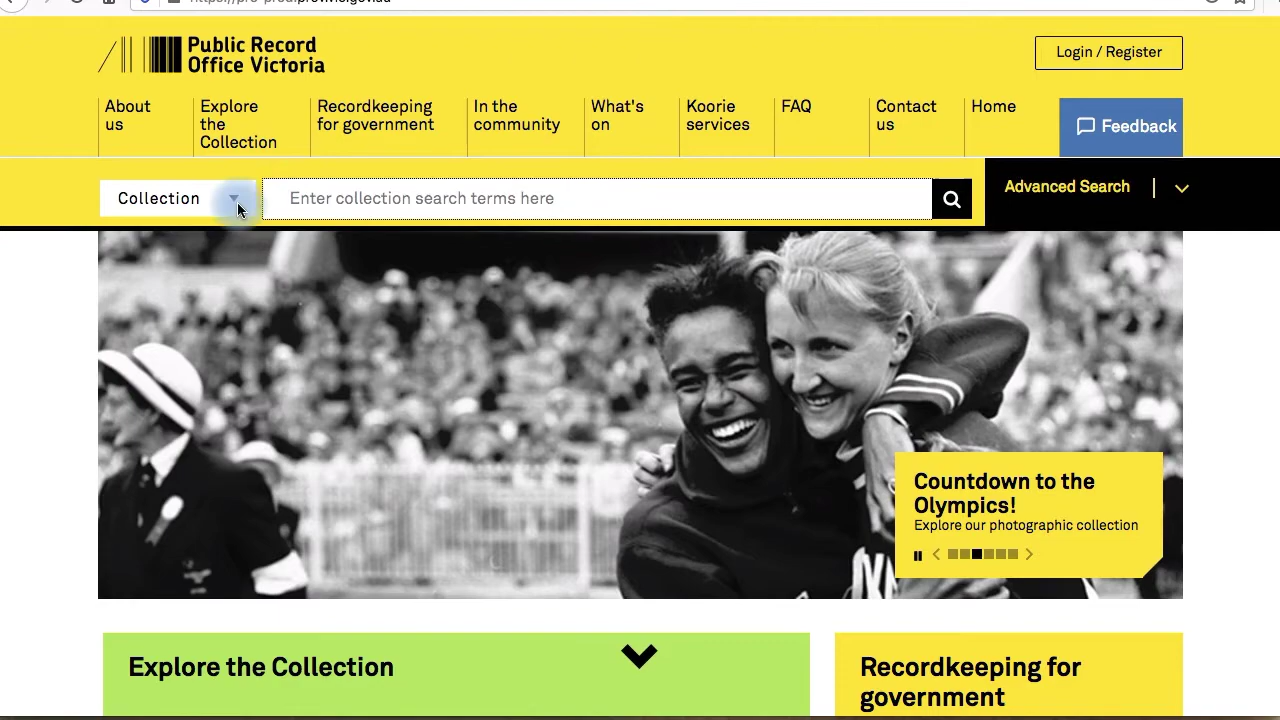 Public Record
Office Victoria
Login / Register
About
us
Explore
the
Collection
Recordkeeping
for government
In the
community
What's
on
Koorie
services
FAQ
Contact
us
Home
Feedback
Collection
Enter collection search terms here
Advanced Search
Countdown to the
Olympics!
Explore our photographic collection
Explore the Collection
Recordkeeping for
government